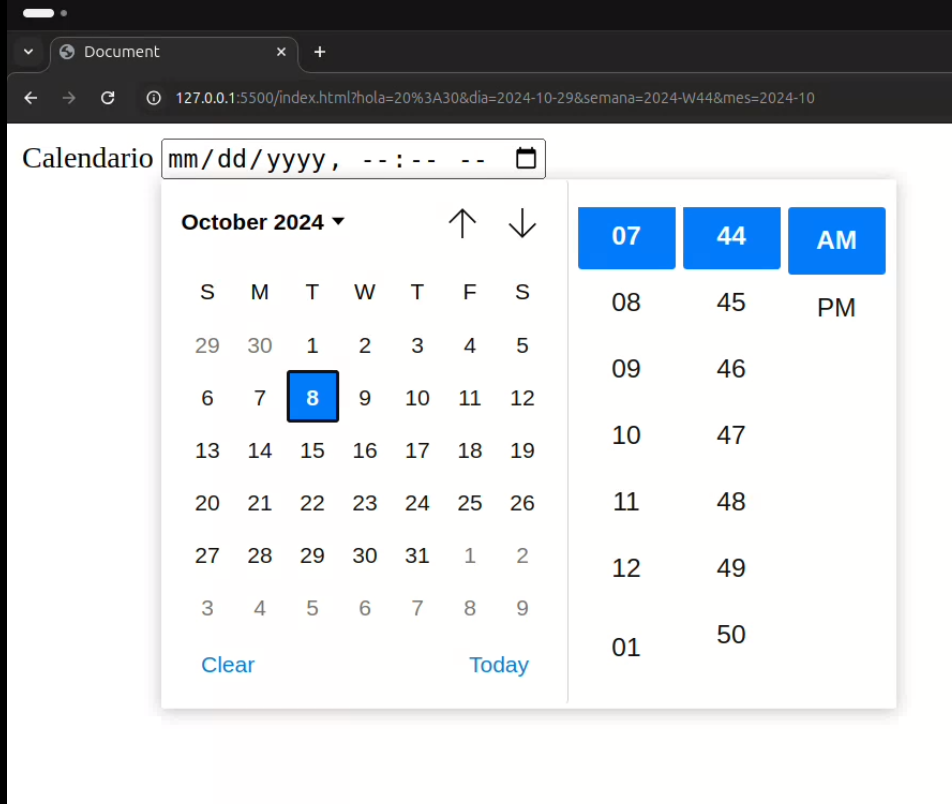 Document
127.0.0.1:5500/index.html?hola=20%3A30&dia=2024-10-29&semana=2024-W44&mes=2024-10
Calendario mm/dd/yyyy, --:-- --
October 2024
S M T W T F S
29 30 1 2 3 4 5
6 7 8 9 10 11 12
13 14 15 16 17 18 19
20 21 22 23 24 25 26
27 28 29 30 31 1 2
3 4 5 6 7 8 9
Clear Today
07 44 AM
08 45 PM
09 46
10 47
11 48
12 49
01 50